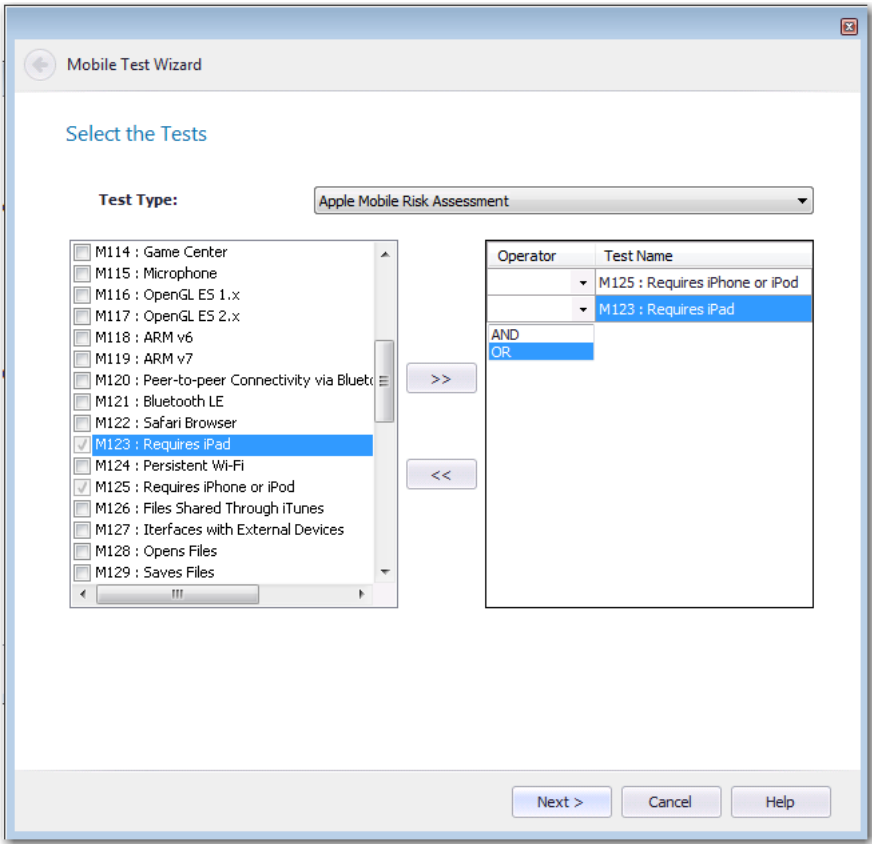 Mobile Test Wizard
Select the Tests
Test Type:
Apple Mobile Risk Assessment
M114 : Game Center
M115 : Microphone
M116 : OpenGL ES 1.x
M117 : OpenGL ES 2.x
M118 : ARM v6
M119 : ARM v7
M120 : Peer-to-peer Connectivity via Blueto
M121 : Bluetooth LE
M122 : Safari Browser
M123 : Requires iPad
M124 : Persistent Wi-Fi
M125 : Requires iPhone or iPod
M126 : Files Shared Through iTunes
M127 : Iterfaces with External Devices
M128 : Opens Files
M129 : Saves Files
>>
<<
Operator Test Name
M125 : Requires iPhone or iPod
M123 : Requires iPad
AND
OR
Next >
Cancel
Help